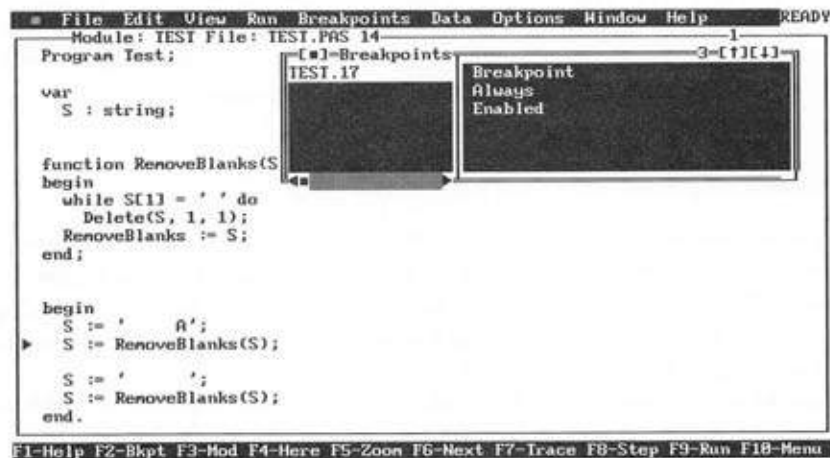 ≡ File Edit View Run Breakpoints Data Options Window Help READY
Module: TEST File: TEST.PAS 14 1
[■]=Breakpoints 3=[↑][↓]
Program Test;
TEST.17
Breakpoint
Always
Enabled
var
S : string;
function RemoveBlanks(S
begin
while S[1] = ' ' do
Delete(S, 1, 1);
RemoveBlanks := S;
end;
begin
S := '     A';
S := RemoveBlanks(S);
S := '      ';
S := RemoveBlanks(S);
end.
F1-Help F2-Bkpt F3-Mod F4-Here F5-Zoom F6-Next F7-Trace F8-Step F9-Run F10-Menu